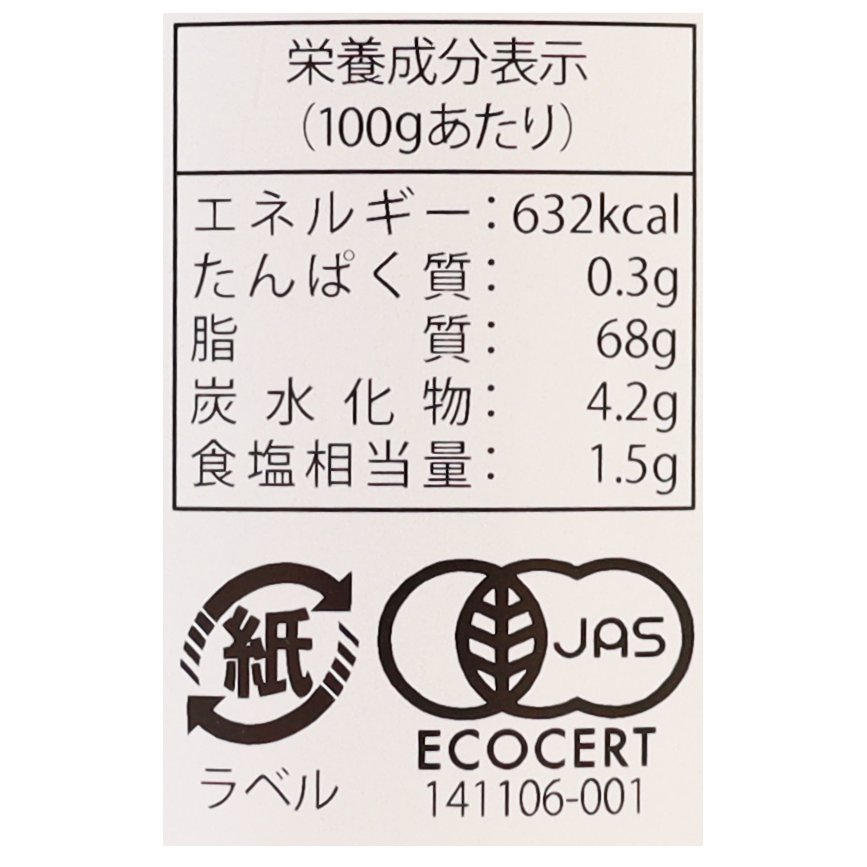 栄養成分表示
(100gあたり)
エネルギー：632kcal
たんぱく質： 0.3g
脂質： 68g
炭水化物： 4.2g
食塩相当量： 1.5g
紙
ラベル
JAS
ECOCERT
141106-001